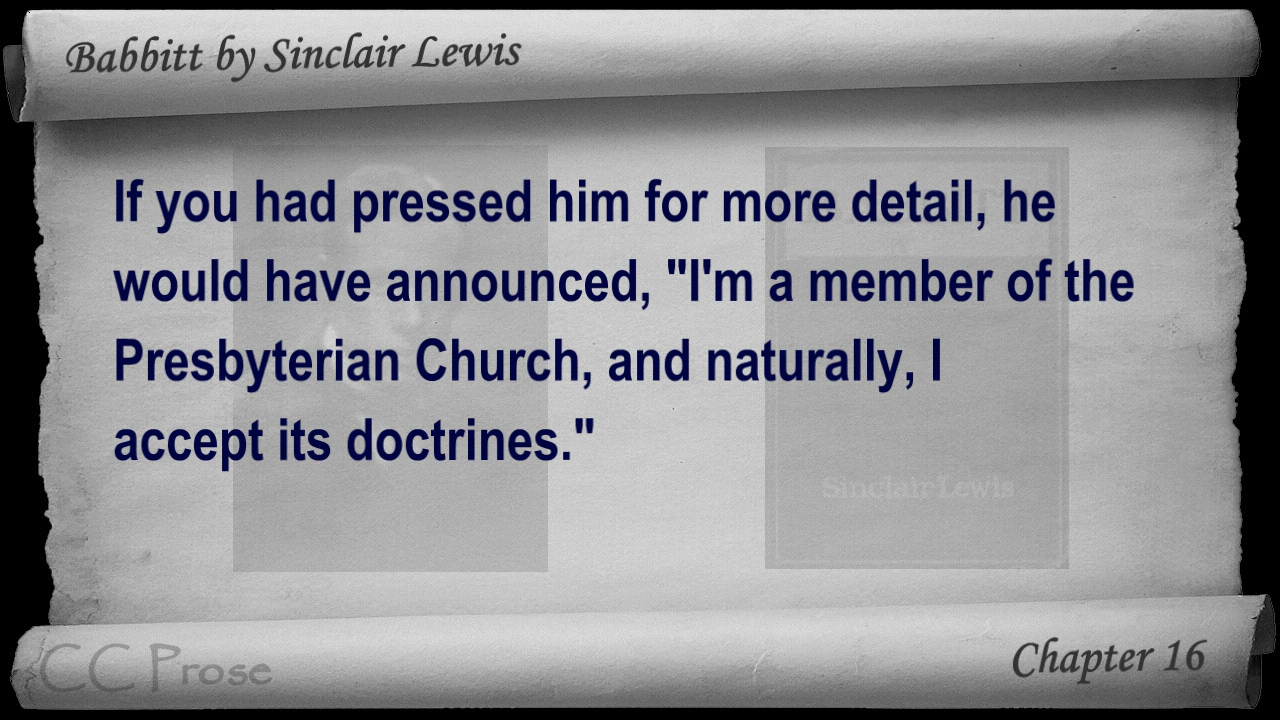 Babbitt by Sinclair Lewis
If you had pressed him for more detail, he
would have announced, "I'm a member of the
Presbyterian Church, and naturally, I
accept its doctrines."
Sinclair Lewis
CC Prose
Chapter 16